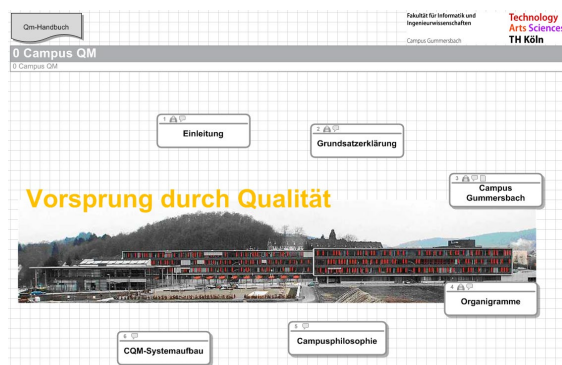 Qm-Handbuch
Fakultät für Informatik und
Ingenieurwissenschaften
Campus Gummersbach
Technology
Arts Sciences
TH Köln
0 Campus QM
0 Campus QM
1
Einleitung
2
Grundsatzerklärung
3
Campus
Gummersbach
Vorsprung durch Qualität
4
Organigramme
5
Campusphilosophie
6
CQM-Systemaufbau